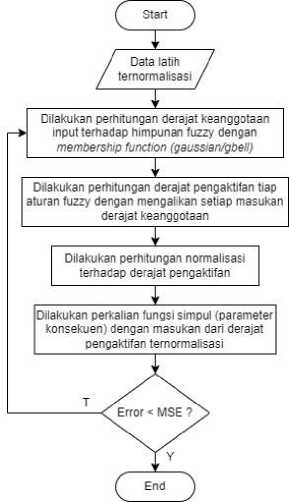 Start
Data latih
ternormalisasi
Dilakukan perhitungan derajat keanggotaan
input terhadap himpunan fuzzy dengan
membership function (gaussian/gbell)
Dilakukan perhitungan derajat pengaktifan tiap
aturan fuzzy dengan mengalikan setiap masukan
derajat keanggotaan
Dilakukan perhitungan normalisasi
terhadap derajat pengaktifan
Dilakukan perkalian fungsi simpul (parameter
konsekuen) dengan masukan dari derajat
pengaktifan ternormalisasi
T
Error < MSE ?
Y
End